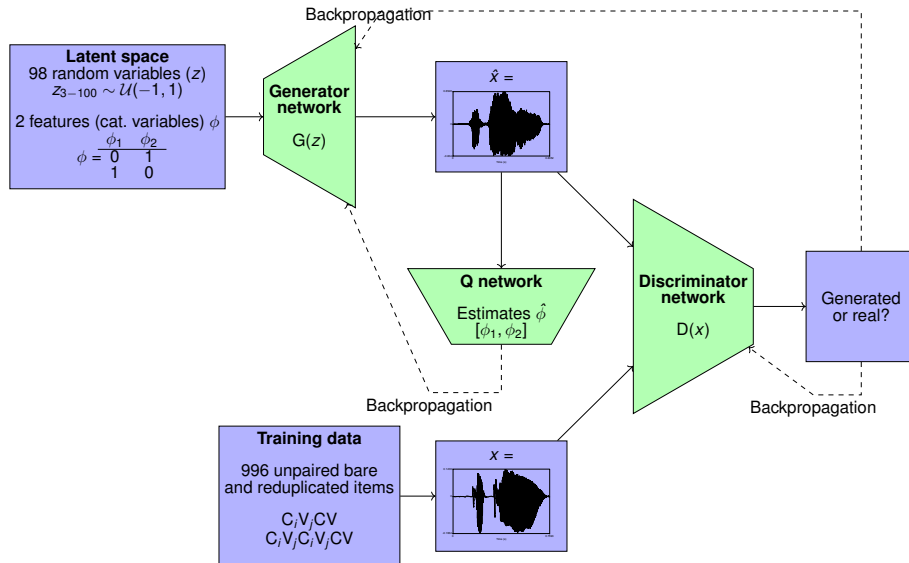 Backpropagation
Latent space
98 random variables (z)
z₃₋₁₀₀ ∼ 𝒰(−1, 1)
2 features (cat. variables) ϕ
ϕ₁ ϕ₂
ϕ = 0 1
1 0
Generator
network
G(z)
x̂ =
Q network
Estimates ϕ̂
[ϕ₁, ϕ₂]
Discriminator
network
D(x)
Generated
or real?
Backpropagation
Backpropagation
Training data
996 unpaired bare
and reduplicated items
CᵢVⱼCV
CᵢVⱼCᵢVⱼCV
x =